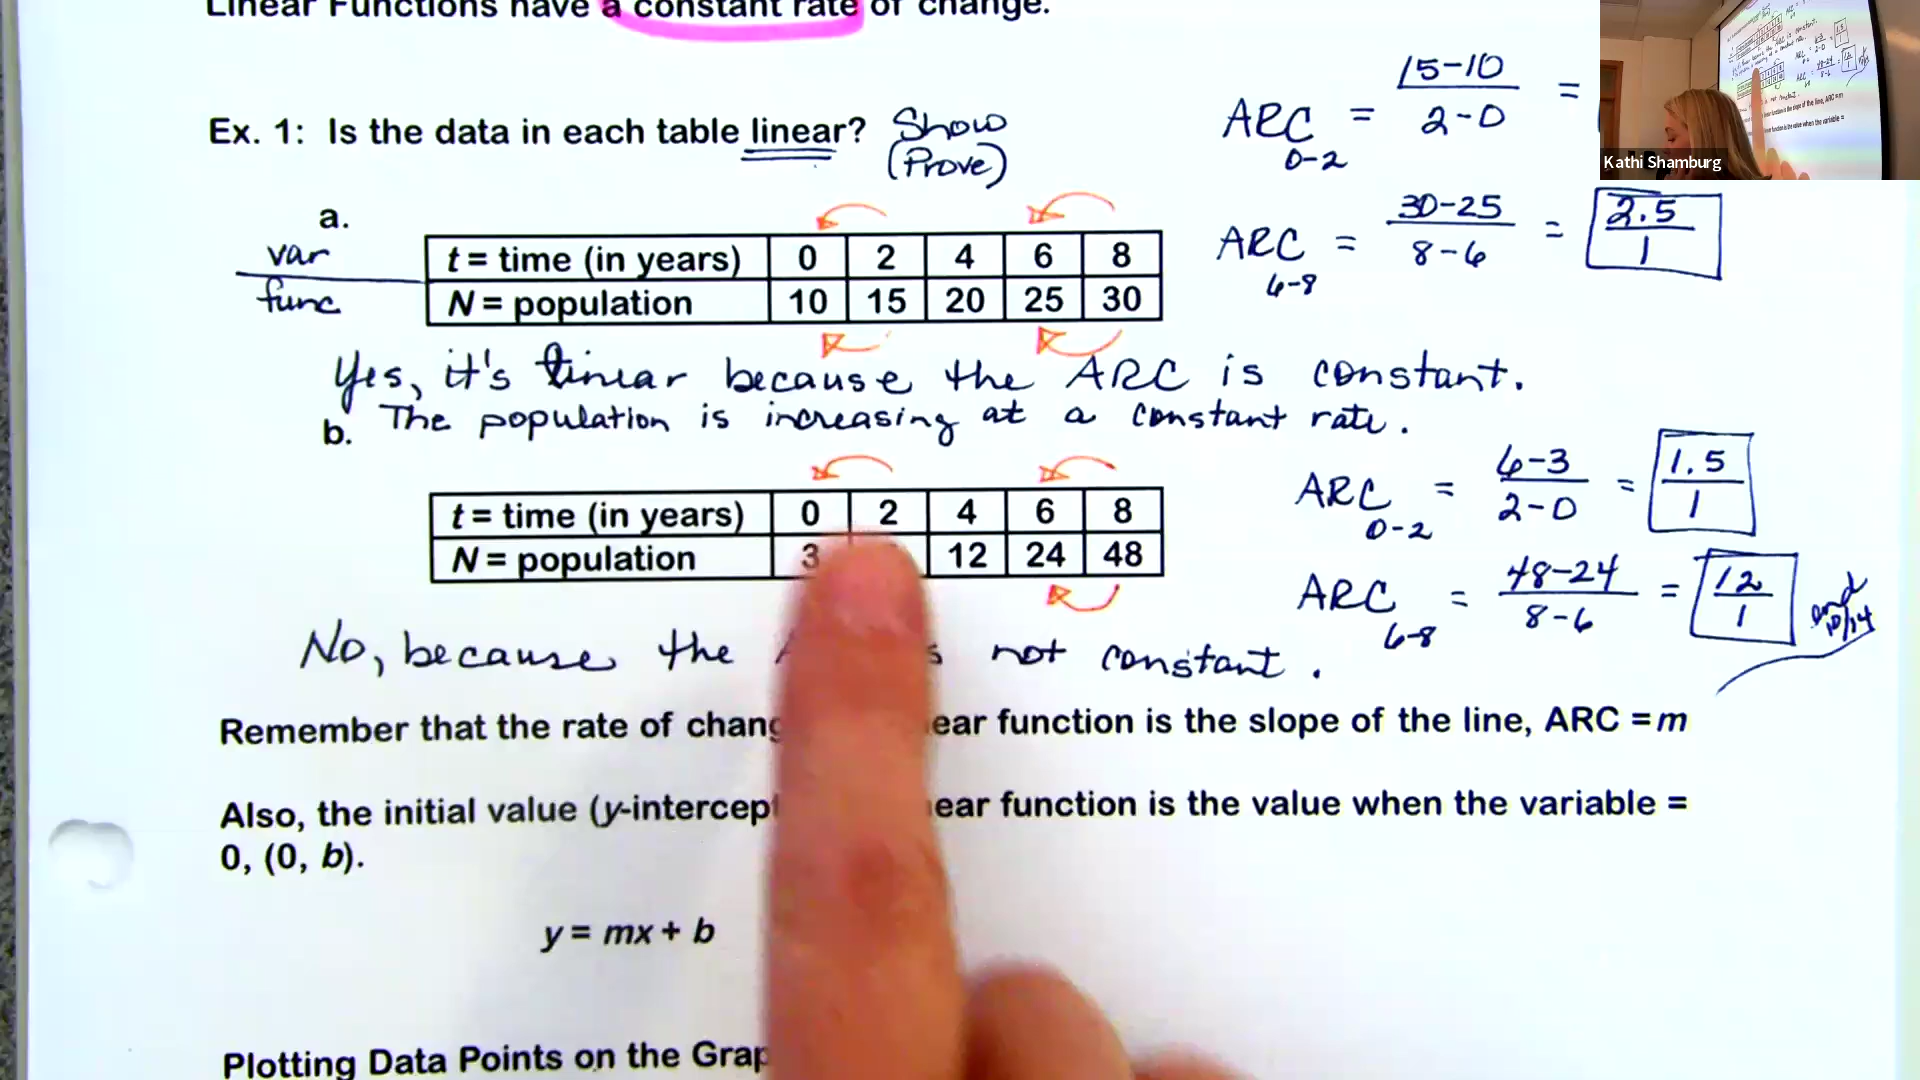 Linear Functions have a constant rate of change.
Ex. 1: Is the data in each table linear? Show
(Prove)
ARC 0-2 = 15-10 / 2-0 =
a.
var
func
t = time (in years) 0 2 4 6 8
N = population 10 15 20 25 30
ARC 6-8 = 30-25 / 8-6 = 2.5 / 1
Yes, it's linear because the ARC is constant.
The population is increasing at a constant rate.
b.
t = time (in years) 0 2 4 6 8
N = population 3 12 24 48
ARC 0-2 = 6-3 / 2-0 = 1.5 / 1
ARC 6-8 = 48-24 / 8-6 = 12 / 1
end 10/14
No, because the not constant.
Remember that the rate of function is the slope of the line, ARC = m
Also, the initial value (y-intercept function is the value when the variable =
0, (0, b).
y = mx + b
Plotting Data Points on the
Kathi Shamburg